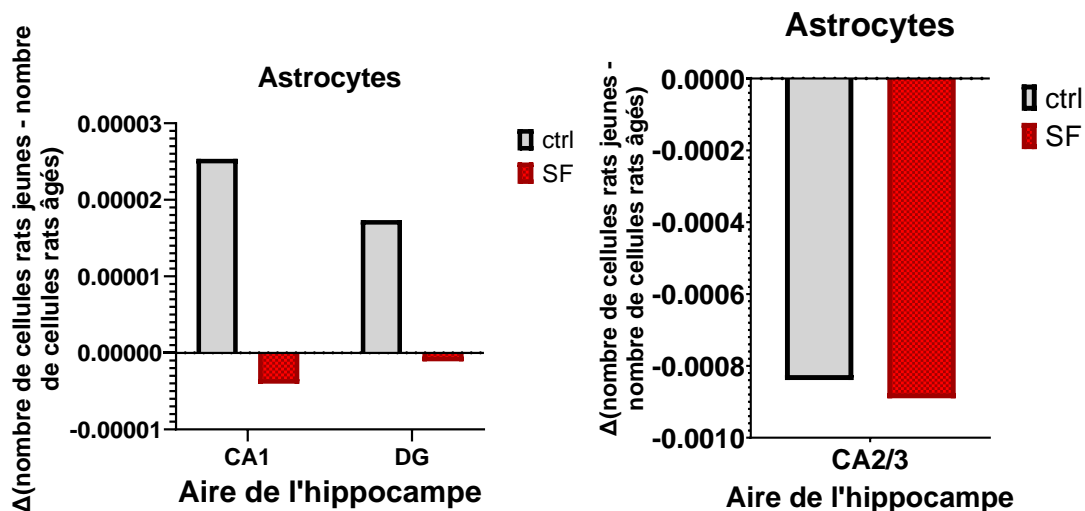 Astrocytes
Δ(nombre de cellules rats jeunes - nombre
de cellules rats âgés)
0.00003
0.00002
0.00001
0.00000
-0.00001
CA1
DG
Aire de l'hippocampe
ctrl
SF
Astrocytes
Δ(nombre de cellules rats jeunes -
nombre de cellules rats âgés)
0.0000
-0.0002
-0.0004
-0.0006
-0.0008
-0.0010
CA2/3
Aire de l'hippocampe
ctrl
SF